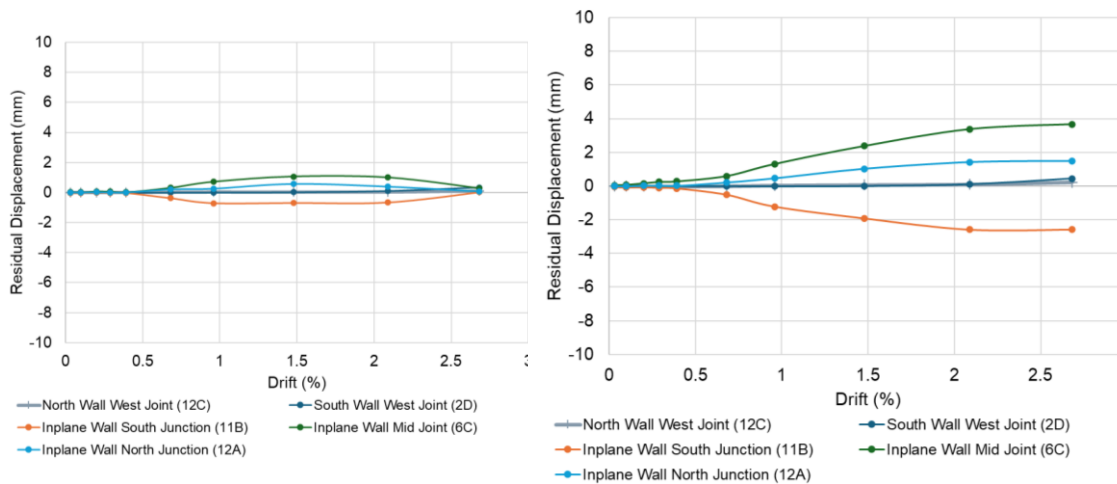 Residual Displacement (mm)
10
8
6
4
2
0
-2
-4
-6
-8
-10
0 0.5 1 1.5 2 2.5 3
Drift (%)
North Wall West Joint (12C) South Wall West Joint (2D)
Inplane Wall South Junction (11B) Inplane Wall Mid Joint (6C)
Inplane Wall North Junction (12A)
Residual Displacement (mm)
10
8
6
4
2
0
-2
-4
-6
-8
-10
0 0.5 1 1.5 2 2.5
Drift (%)
North Wall West Joint (12C) South Wall West Joint (2D)
Inplane Wall South Junction (11B) Inplane Wall Mid Joint (6C)
Inplane Wall North Junction (12A)